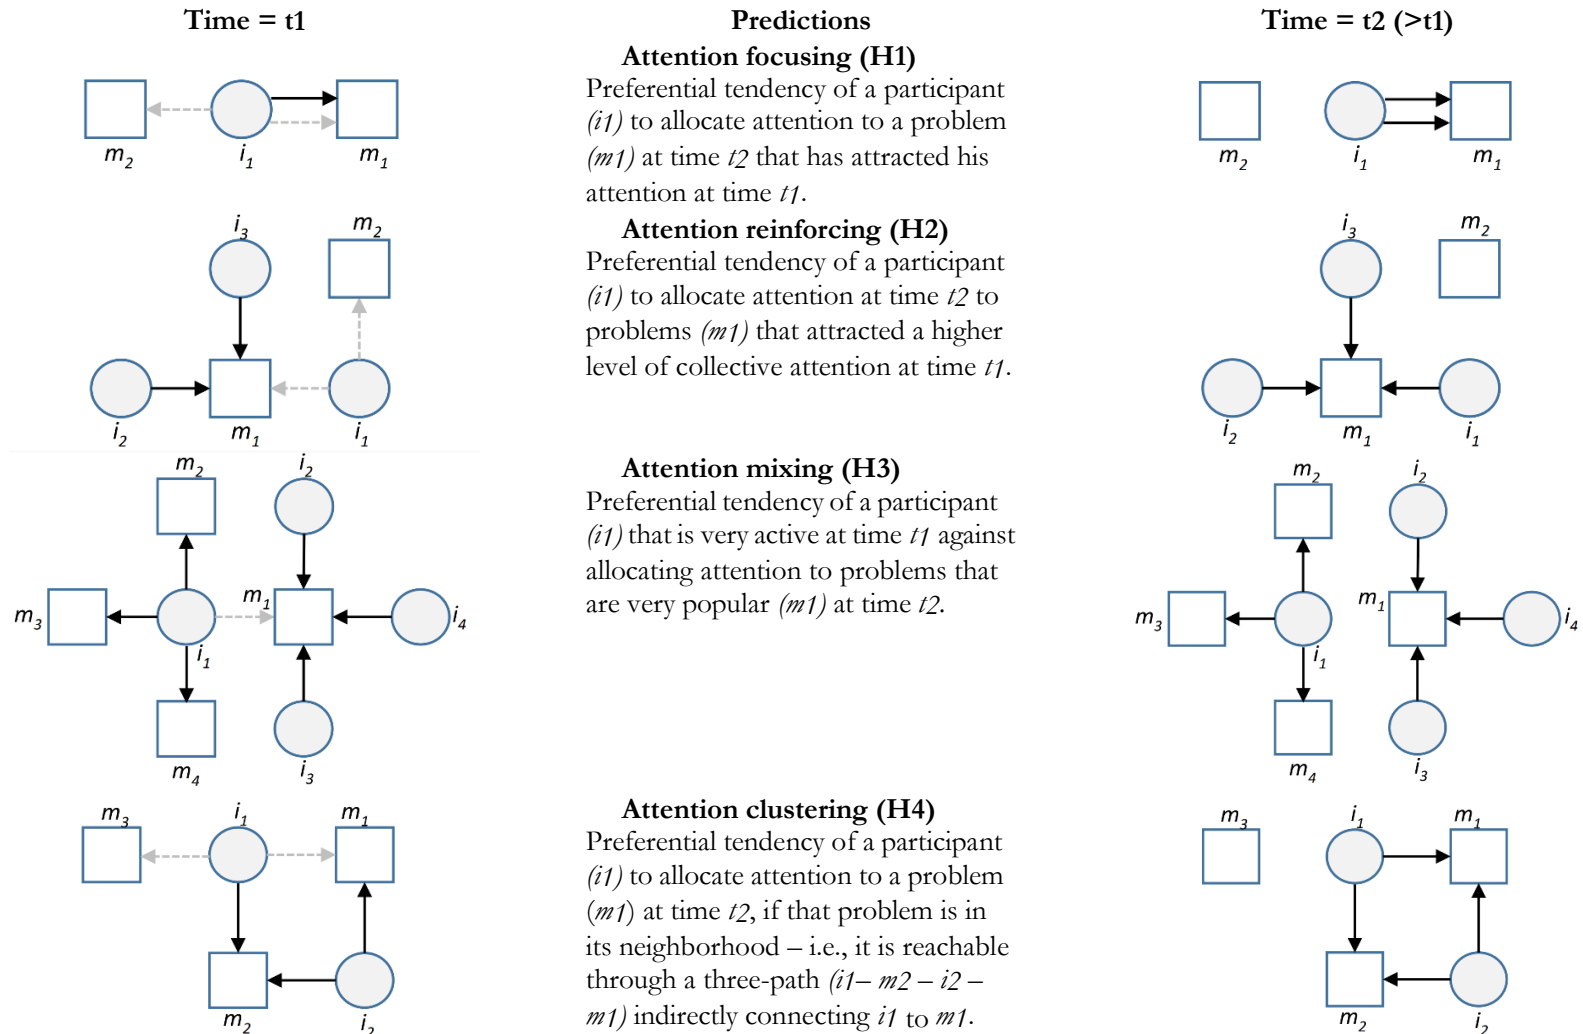 Time = t1
Predictions
Time = t2 (>t1)
Attention focusing (H1)
Preferential tendency of a participant
(i1) to allocate attention to a problem
(m1) at time t2 that has attracted his
attention at time t1.
m2
i1
m1
m2
i1
m1
Attention reinforcing (H2)
Preferential tendency of a participant
(i1) to allocate attention at time t2 to
problems (m1) that attracted a higher
level of collective attention at time t1.
i3
m2
i2
m1
i1
i3
m2
i2
m1
i1
Attention mixing (H3)
Preferential tendency of a participant
(i1) that is very active at time t1 against
allocating attention to problems that
are very popular (m1) at time t2.
m2
i2
m1
m3
i4
i1
m4
i3
m2
i2
m1
m3
i4
i1
m4
i3
Attention clustering (H4)
Preferential tendency of a participant
(i1) to allocate attention to a problem
(m1) at time t2, if that problem is in
its neighborhood – i.e., it is reachable
through a three-path (i1– m2 – i2 –
m1) indirectly connecting i1 to m1.
m3
i1
m1
m2
i2
m3
i1
m1
m2
i2